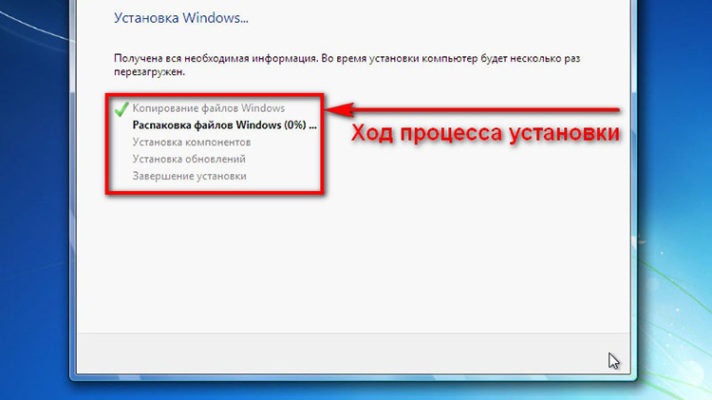 Установка Windows...
Получена вся необходимая информация. Во время установки компьютер будет несколько раз
перезагружен.
Копирование файлов Windows
Распаковка файлов Windows (0%) ...
Ход процесса установки
Установка компонентов
Установка обновлений
Завершение установки